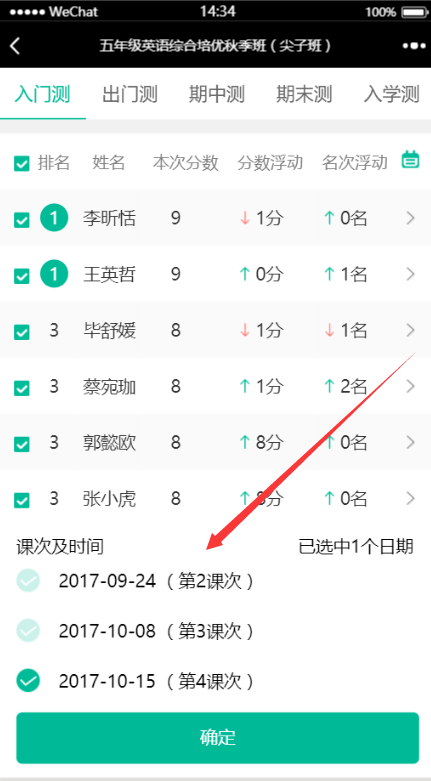 WeChat 14:34 100%
五年级英语综合培优秋季班（尖子班）
入门测 出门测 期中测 期末测 入学测
排名 姓名 本次分数 分数浮动 名次浮动
1 李昕恬 9 ↓ 1分 ↑ 0名
1 王英哲 9 ↑ 0分 ↑ 1名
3 毕舒媛 8 ↓ 1分 ↓ 1名
3 蔡宛珈 8 ↑ 1分 ↑ 2名
3 郭懿欧 8 ↑ 8分 ↑ 0名
3 张小虎 8 ↑ 8分 ↑ 0名
课次及时间 已选中1个日期
2017-09-24（第2课次）
2017-10-08（第3课次）
2017-10-15（第4课次）
确定